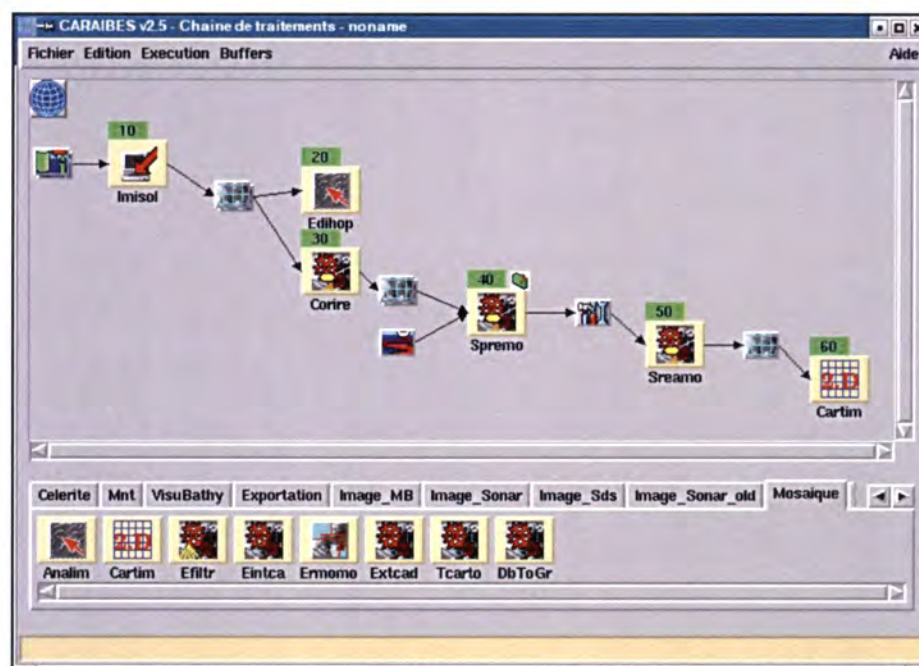 CARAIBES v2.5 - Chaine de traitements - noname
Fichier Edition Execution Buffers Aide
10
Imisol
20
Edihop
30
Corire
40
Spremo
50
Sreamo
60
2.D
Cartim
Celerite Mnt VisuBathy Exportation Image_MB Image_Sonar Image_Sds Image_Sonar_old Mosaique
2.D
Analim Cartim Efiltr Eintca Ermomo Extcad Tcarto DbToGr